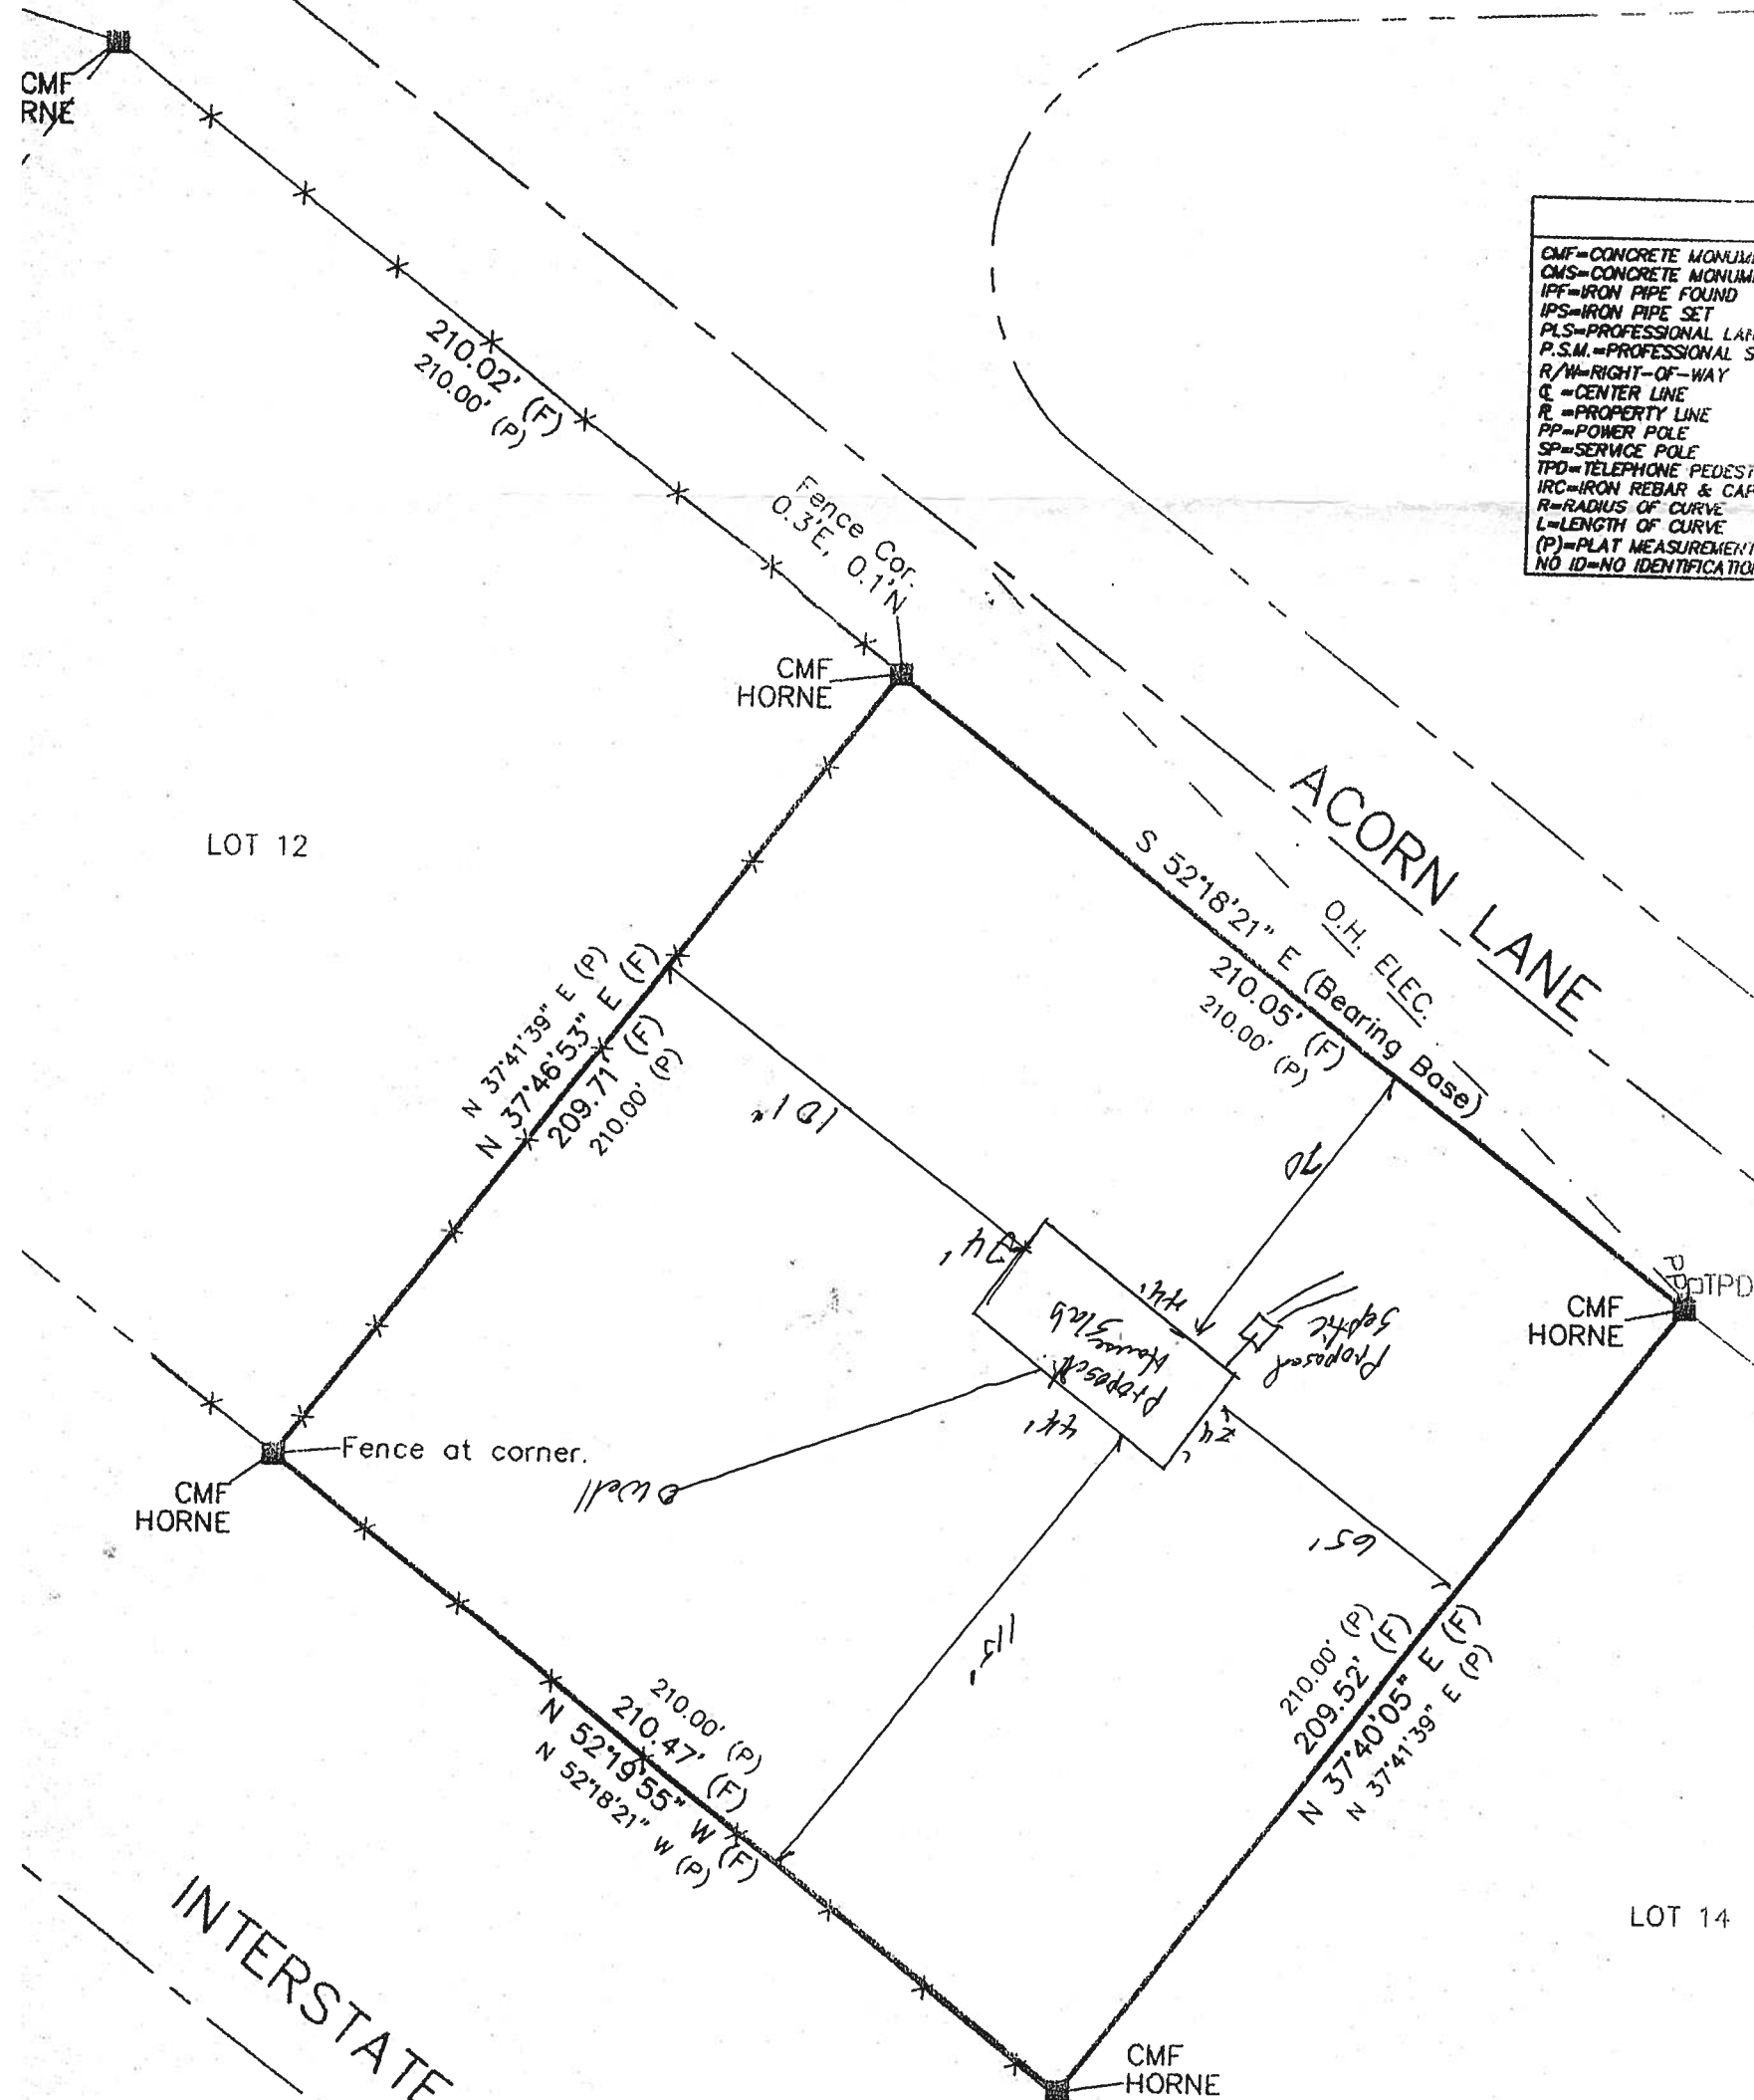 CMF
RNE
210.02' (F)
210.00' (P)
Fence Cor.
0.3'E, 0.1'N
CMF
HORNE
CMF=CONCRETE MONUME
CMS=CONCRETE MONUME
IPF=IRON PIPE FOUND
IPS=IRON PIPE SET
PLS=PROFESSIONAL LAN
P.S.M.=PROFESSIONAL S
R/W=RIGHT-OF-WAY
℄ =CENTER LINE
PL =PROPERTY LINE
PP=POWER POLE
SP=SERVICE POLE
TPD=TELEPHONE PEDEST
IRC=IRON REBAR & CAP
R=RADIUS OF CURVE
L=LENGTH OF CURVE
(P)=PLAT MEASUREMENT
NO ID=NO IDENTIFICATION
LOT 12
ACORN LANE
O.H. ELEC.
S 52°18'21" E (Bearing Base)
210.05' (F)
210.00' (P)
N 37°41'39" E (P)
N 37°46'53" E (F)
209.71' (F)
210.00' (P)
101"
70
24'
44'
Proposed
House Slab
44'
24'
Proposed
Septic
PP
TPD
CMF
HORNE
Fence at corner.
CMF
HORNE
Well
65'
115'
210.00' (P)
210.47' (F)
N 52°19'55" W (F)
N 52°18'21" W (P)
210.00' (P)
209.52' (F)
N 37°40'05" E (F)
N 37°41'39" E (P)
INTERSTATE
LOT 14
CMF
HORNE